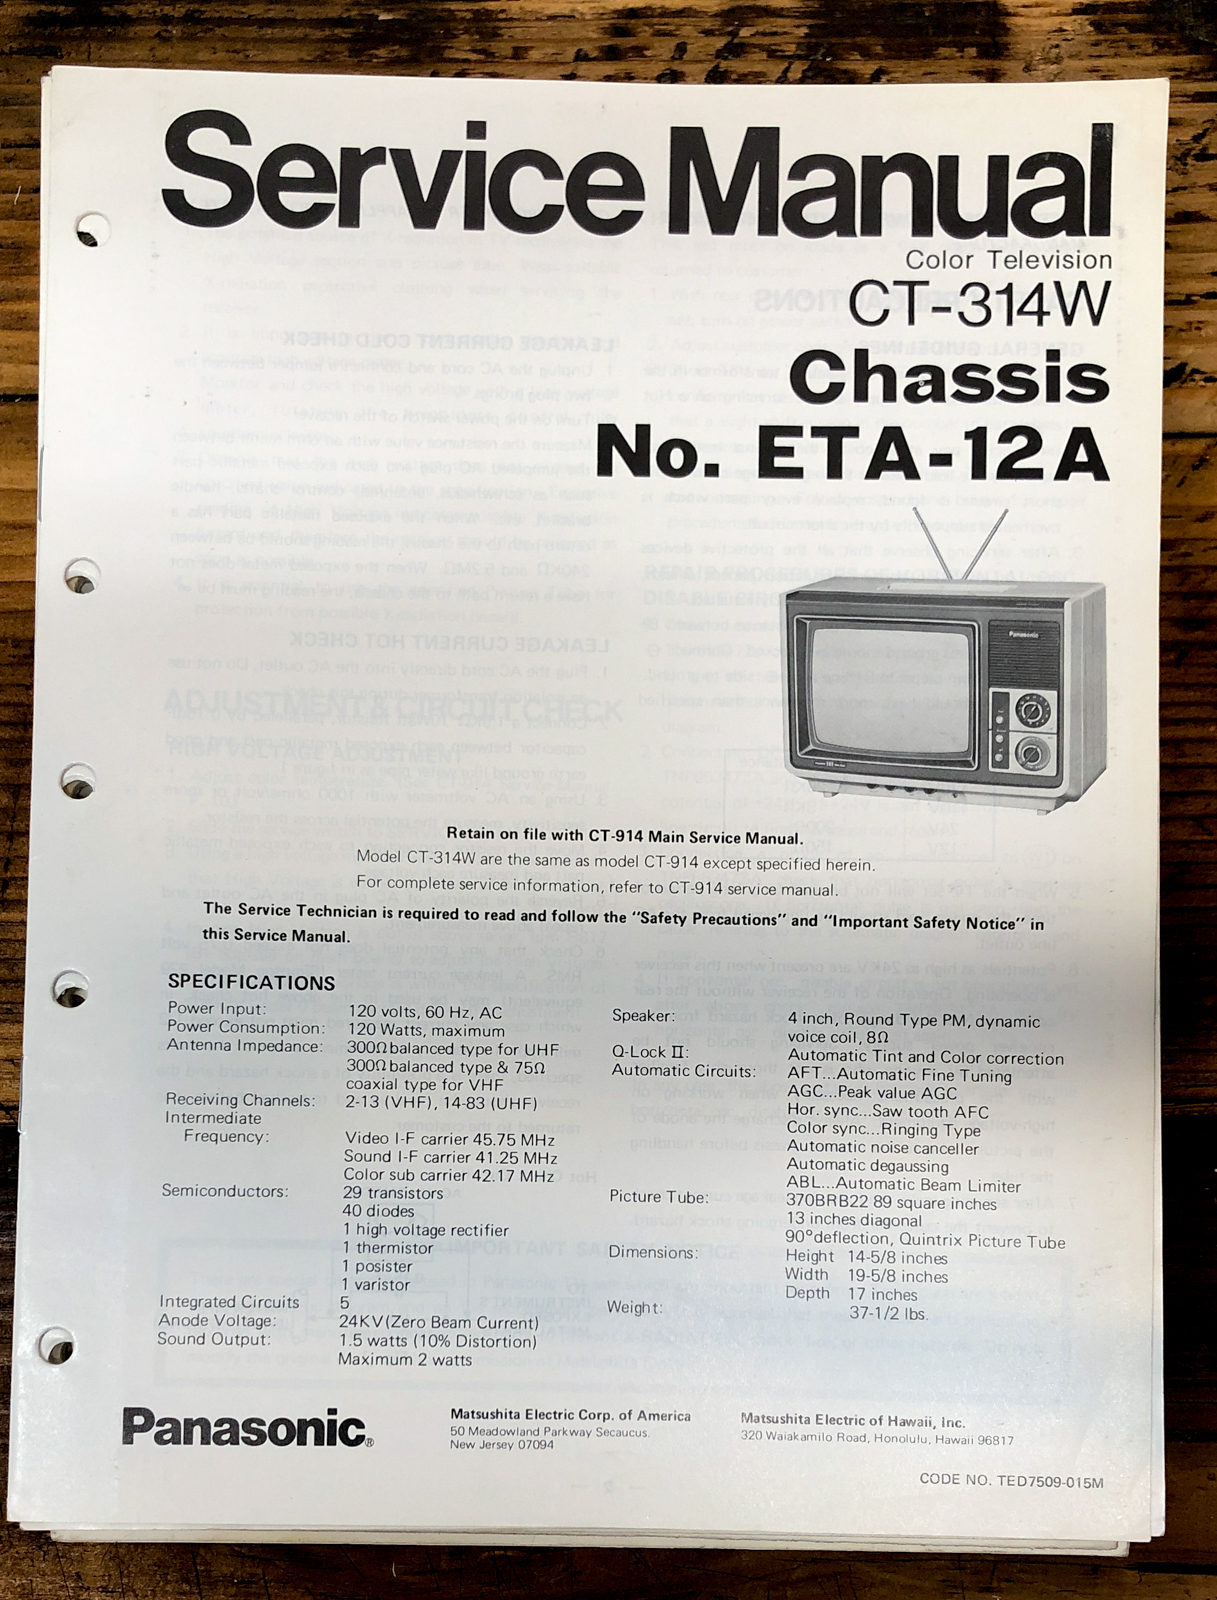 Service Manual
Color Television
CT-314W
Chassis
No. ETA-12A
Panasonic
Retain on file with CT-914 Main Service Manual.
Model CT-314W are the same as model CT-914 except specified herein.
For complete service information, refer to CT-914 service manual.
The Service Technician is required to read and follow the "Safety Precautions" and "Important Safety Notice" in
this Service Manual.
SPECIFICATIONS
Power Input: 120 volts, 60 Hz, AC
Power Consumption: 120 Watts, maximum
Antenna Impedance: 300Ω balanced type for UHF
300Ω balanced type & 75Ω
coaxial type for VHF
Receiving Channels: 2-13 (VHF), 14-83 (UHF)
Intermediate
Frequency: Video I-F carrier 45.75 MHz
Sound I-F carrier 41.25 MHz
Color sub carrier 42.17 MHz
Semiconductors: 29 transistors
40 diodes
1 high voltage rectifier
1 thermistor
1 posister
1 varistor
Integrated Circuits 5
Anode Voltage: 24KV (Zero Beam Current)
Sound Output: 1.5 watts (10% Distortion)
Maximum 2 watts
Speaker: 4 inch, Round Type PM, dynamic
voice coil, 8Ω
Q-Lock II: Automatic Tint and Color correction
Automatic Circuits: AFT...Automatic Fine Tuning
AGC...Peak value AGC
Hor. sync...Saw tooth AFC
Color sync...Ringing Type
Automatic noise canceller
Automatic degaussing
ABL...Automatic Beam Limiter
Picture Tube: 370BRB22 89 square inches
13 inches diagonal
90° deflection, Quintrix Picture Tube
Dimensions: Height 14-5/8 inches
Width 19-5/8 inches
Depth 17 inches
Weight: 37-1/2 lbs.
Panasonic®
Matsushita Electric Corp. of America
50 Meadowland Parkway Secaucus.
New Jersey 07094
Matsushita Electric of Hawaii, Inc.
320 Waiakamilo Road, Honolulu, Hawaii 96817
CODE NO. TED7509-015M